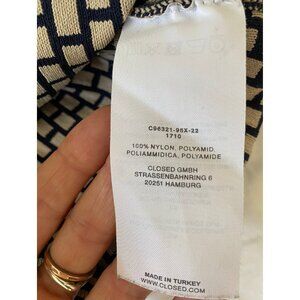 C96321-95X-22
1710
100% NYLON, POLYAMID,
POLIAMMIDICA, POLYAMIDE
CLOSED GMBH
STRASSENBAHNRING 6
20251 HAMBURG
MADE IN TURKEY
WWW.CLOSED.COM